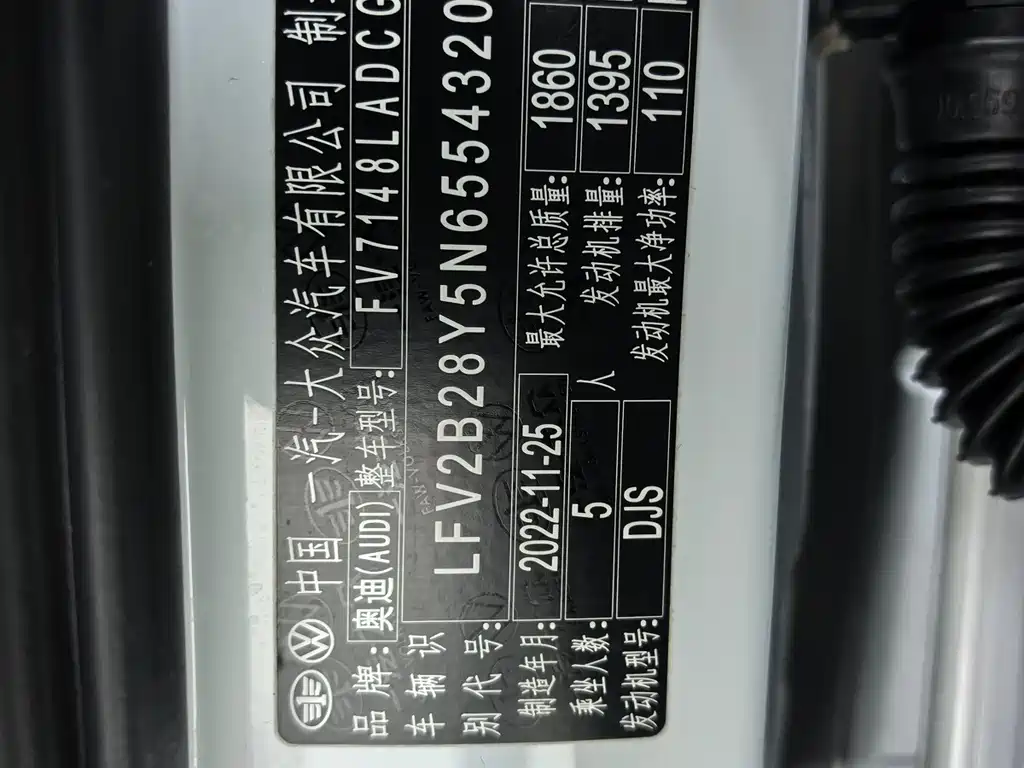 中国一汽-大众汽车有限公司 制
品牌:奥迪(AUDI) 整车型号:FV7148LADCG
车辆识别代号:LFV2B28Y5N6554320
制造年月:2022-11-25 最大允许总质量:1860
乘坐人数:5人 发动机排量:1395
发动机型号:DJS 发动机最大净功率:110